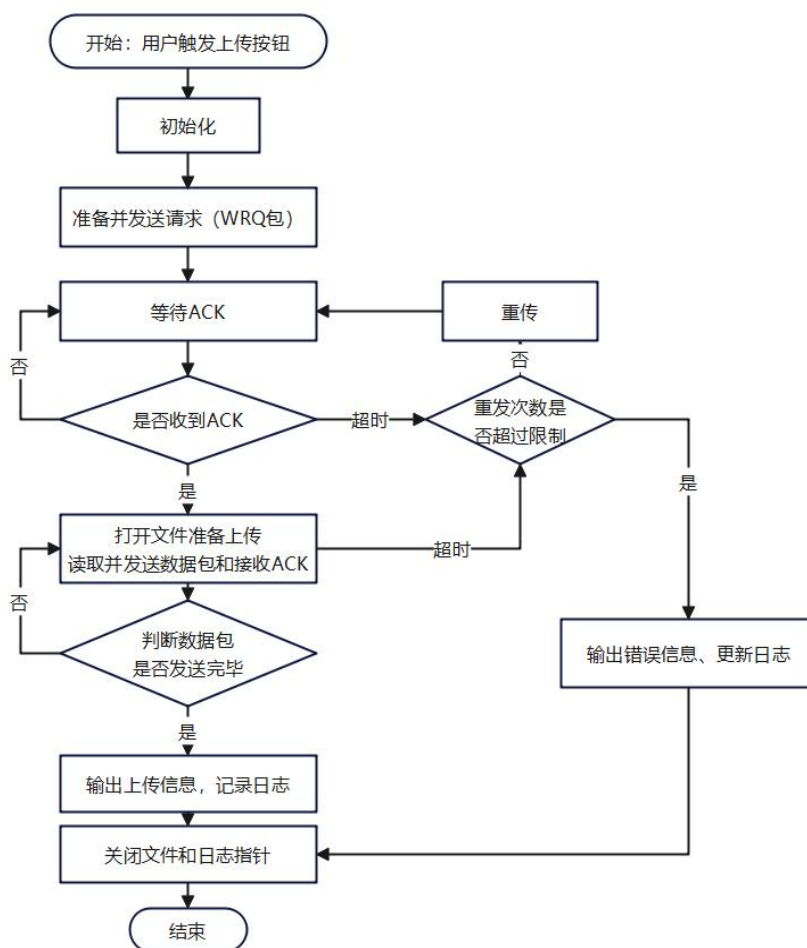 开始：用户触发上传按钮
初始化
准备并发送请求（WRQ包）
等待ACK
重传
否
否
是否收到ACK
超时
重发次数是
否超过限制
是
是
打开文件准备上传
读取并发送数据包和接收ACK
超时
否
判断数据包
是否发送完毕
输出错误信息、更新日志
是
输出上传信息，记录日志
关闭文件和日志指针
结束